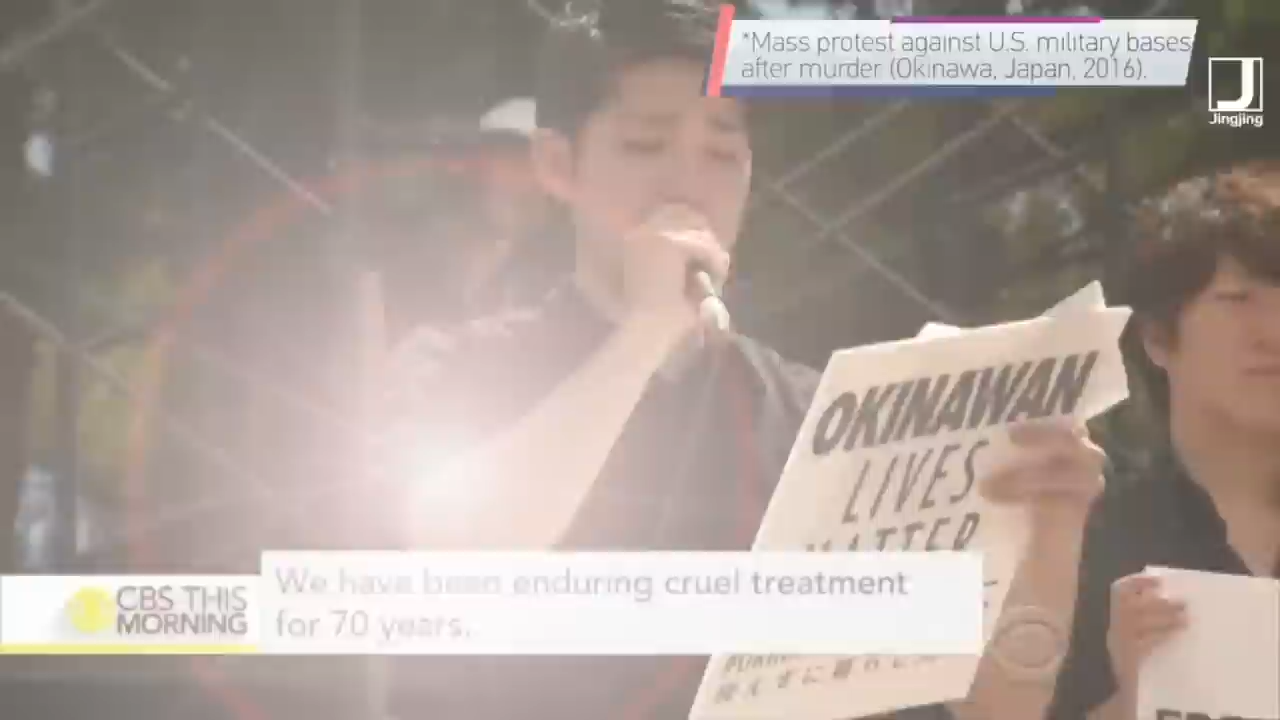 *Mass protest against U.S. military bases
after murder (Okinawa, Japan, 2016).
J
Jingjing
OKINAWAN
LIVES
MATTER
We have been enduring cruel treatment
for 70 years.
CBS THIS
MORNING